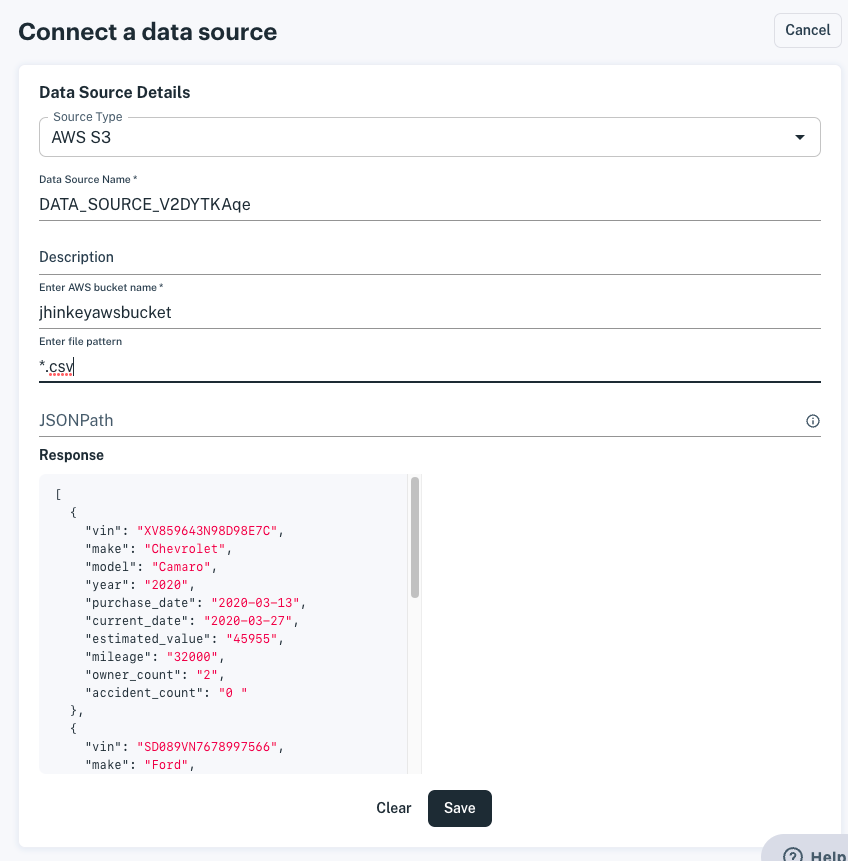 Connect a data source
Cancel
Data Source Details
Source Type
AWS S3
Data Source Name *
DATA_SOURCE_V2DYTKAqe
Description
Enter AWS bucket name *
jhinkeyawsbucket
Enter file pattern
*.csv
JSONPath
Response
[
{
"vin": "XV859643N98D98E7C",
"make": "Chevrolet",
"model": "Camaro",
"year": "2020",
"purchase_date": "2020-03-13",
"current_date": "2020-03-27",
"estimated_value": "45955",
"mileage": "32000",
"owner_count": "2",
"accident_count": "0 "
},
{
"vin": "SD089VN7678997566",
"make": "Ford",
Clear
Save
Help